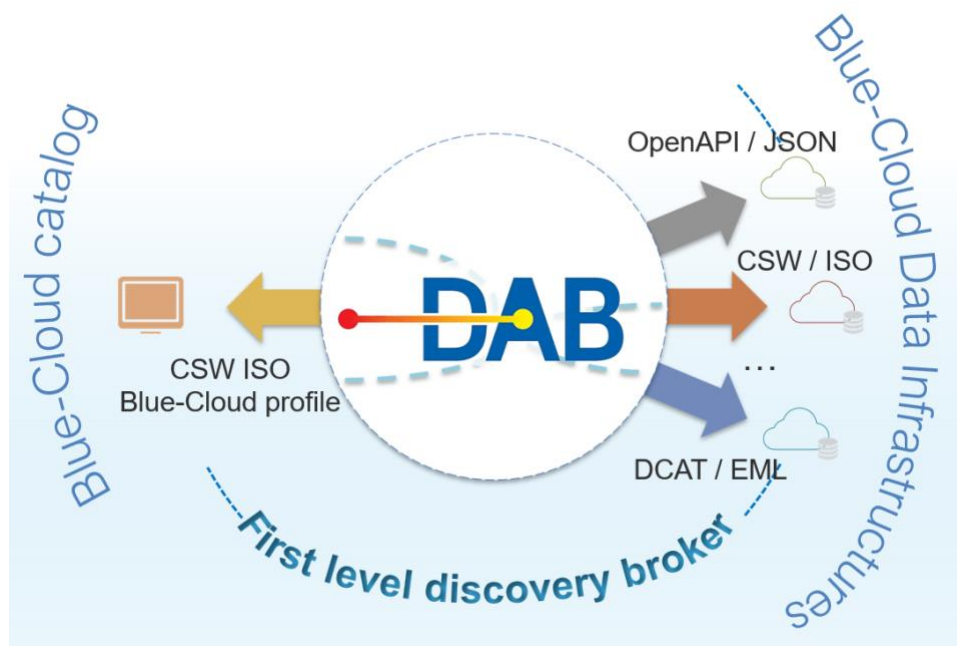 Blue-Cloud catalog
CSW ISO
Blue-Cloud profile
DAB
First level discovery broker
OpenAPI / JSON
CSW / ISO
...
DCAT / EML
Blue-Cloud Data Infrastructures